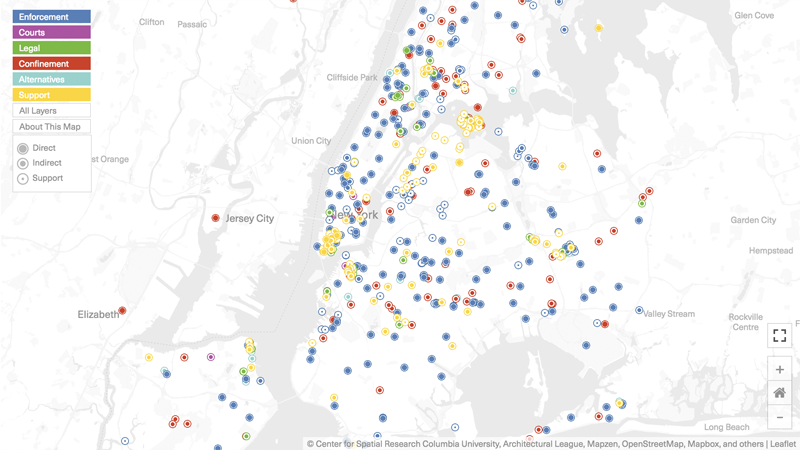 Enforcement
Courts
Legal
Confinement
Alternatives
Support
All Layers
About This Map
Direct
Indirect
Support
Clifton
Passaic
Glen Cove
Cliffside Park
Union City
st Orange
New York
Jersey City
Garden City
Hempstead
Elizabeth
Valley Stream
Rockville
Centre
F
+
-
Long Beach
© Center for Spatial Research Columbia University, Architectural League, Mapzen, OpenStreetMap, Mapbox, and others | Leaflet